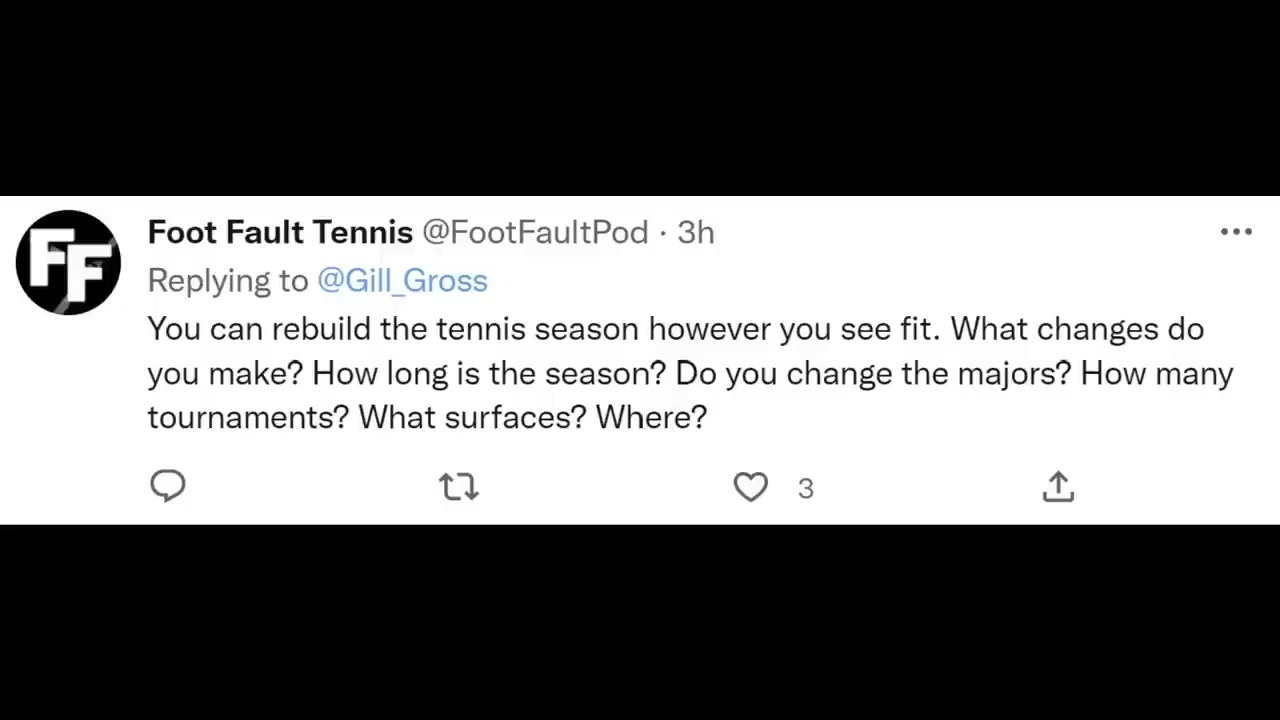 FF
Foot Fault Tennis @FootFaultPod · 3h
Replying to @Gill_Gross
You can rebuild the tennis season however you see fit. What changes do
you make? How long is the season? Do you change the majors? How many
tournaments? What surfaces? Where?
3